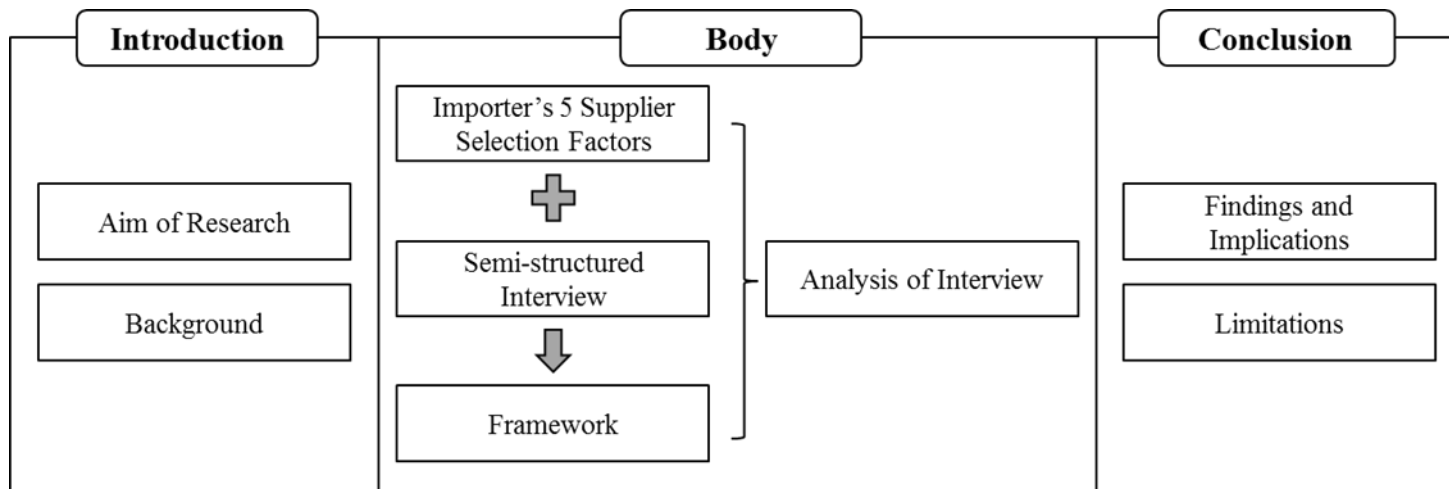 Introduction
Aim of Research
Background
Body
Importer’s 5 Supplier
Selection Factors
Semi-structured
Interview
Framework
Analysis of Interview
Conclusion
Findings and
Implications
Limitations